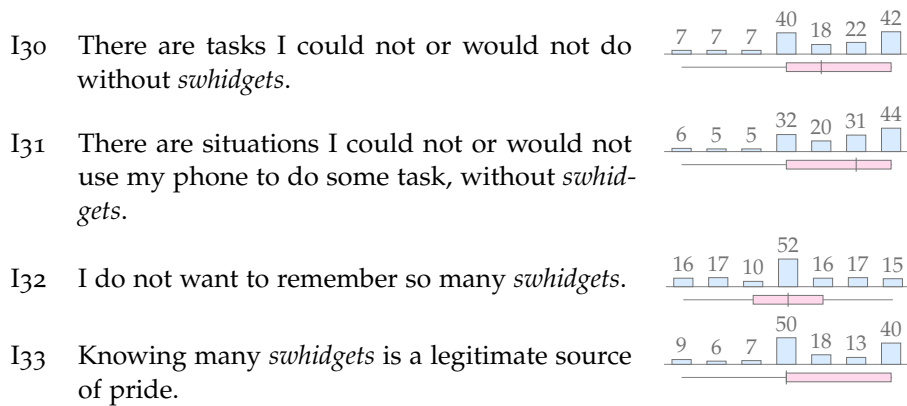 7 7 7 40 18 22 42
I30 There are tasks I could not or would not do
without swhidgets.
6 5 5 32 20 31 44
I31 There are situations I could not or would not
use my phone to do some task, without swhid-
gets.
16 17 10 52 16 17 15
I32 I do not want to remember so many swhidgets.
9 6 7 50 18 13 40
I33 Knowing many swhidgets is a legitimate source
of pride.